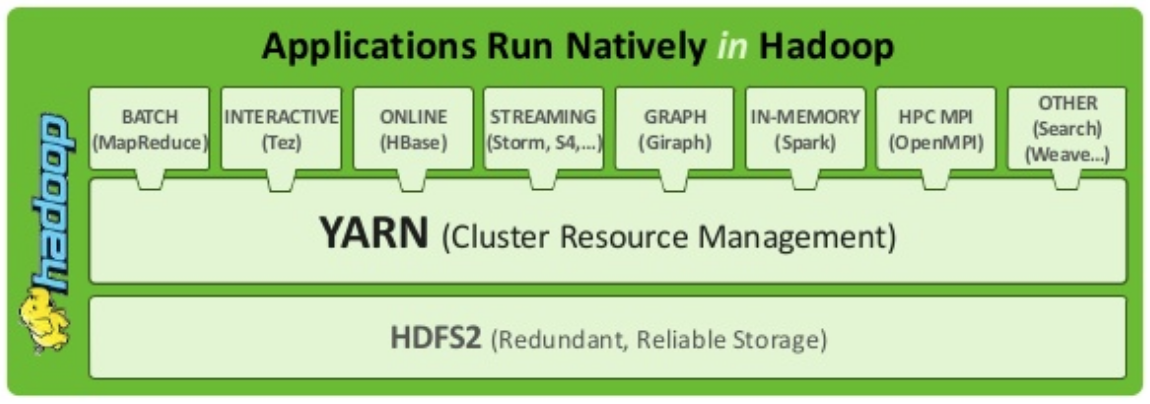 Applications Run Natively in Hadoop
BATCH
(MapReduce)
INTERACTIVE
(Tez)
ONLINE
(HBase)
STREAMING
(Storm, S4,...)
GRAPH
(Giraph)
IN-MEMORY
(Spark)
HPC MPI
(OpenMPI)
OTHER
(Search)
(Weave...)
hadoop
YARN (Cluster Resource Management)
HDFS2 (Redundant, Reliable Storage)